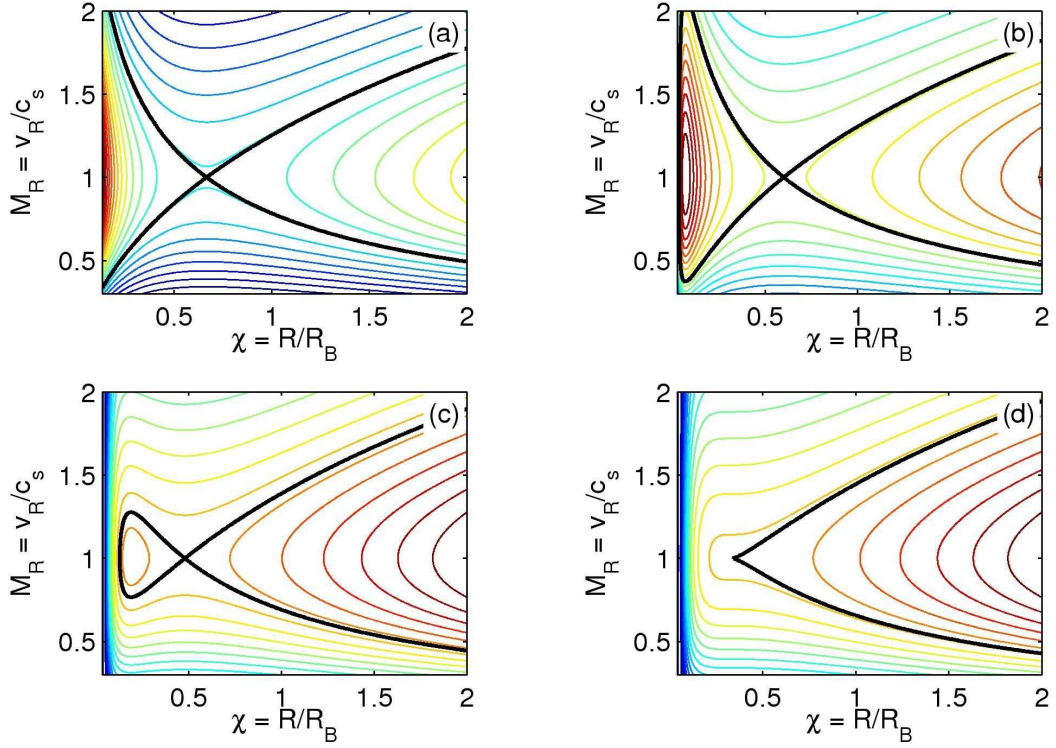 (a)
2
1.5
1
0.5
M_R = v_R/c_s
0.5
1
1.5
2
χ = R/R_B
(b)
2
1.5
1
0.5
M_R = v_R/c_s
0.5
1
1.5
2
χ = R/R_B
(c)
2
1.5
1
0.5
M_R = v_R/c_s
0.5
1
1.5
2
χ = R/R_B
(d)
2
1.5
1
0.5
M_R = v_R/c_s
0.5
1
1.5
2
χ = R/R_B